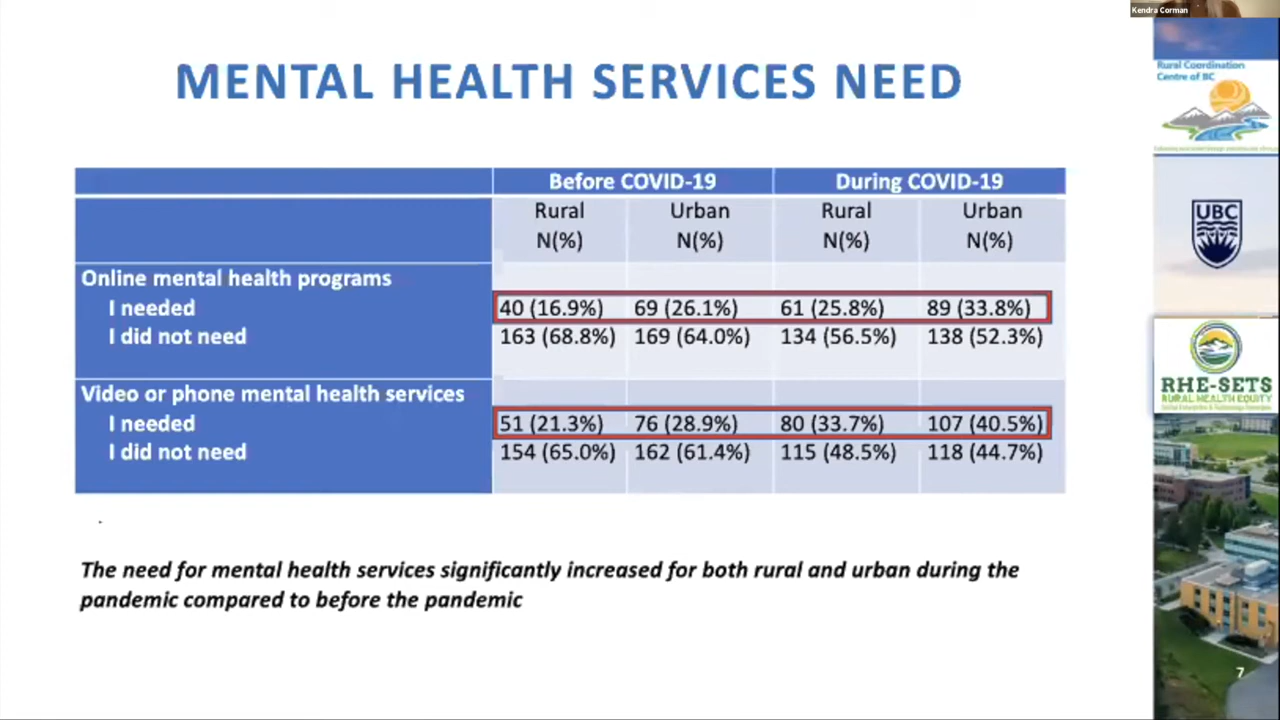 Kendra Corman
MENTAL HEALTH SERVICES NEED
Rural Coordination
Centre of BC
Before COVID-19 During COVID-19
Rural Urban Rural Urban
N(%) N(%) N(%) N(%)
Online mental health programs
I needed 40 (16.9%) 69 (26.1%) 61 (25.8%) 89 (33.8%)
I did not need 163 (68.8%) 169 (64.0%) 134 (56.5%) 138 (52.3%)
Video or phone mental health services
I needed 51 (21.3%) 76 (28.9%) 80 (33.7%) 107 (40.5%)
I did not need 154 (65.0%) 162 (61.4%) 115 (48.5%) 118 (44.7%)
.
The need for mental health services significantly increased for both rural and urban during the
pandemic compared to before the pandemic
UBC
RHE-SETS
RURAL HEALTH EQUITY
7